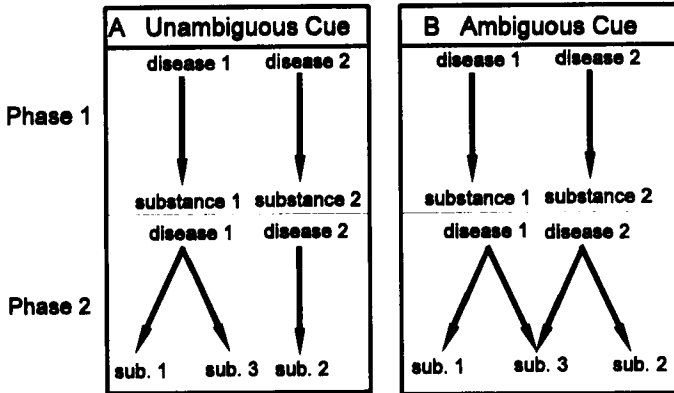 A Unambiguous Cue
B Ambiguous Cue
disease 1 disease 2
disease 1 disease 2
Phase 1
substance 1 substance 2
substance 1 substance 2
disease 1 disease 2
disease 1 disease 2
Phase 2
sub. 1 sub. 3 sub. 2
sub. 1 sub. 3 sub. 2